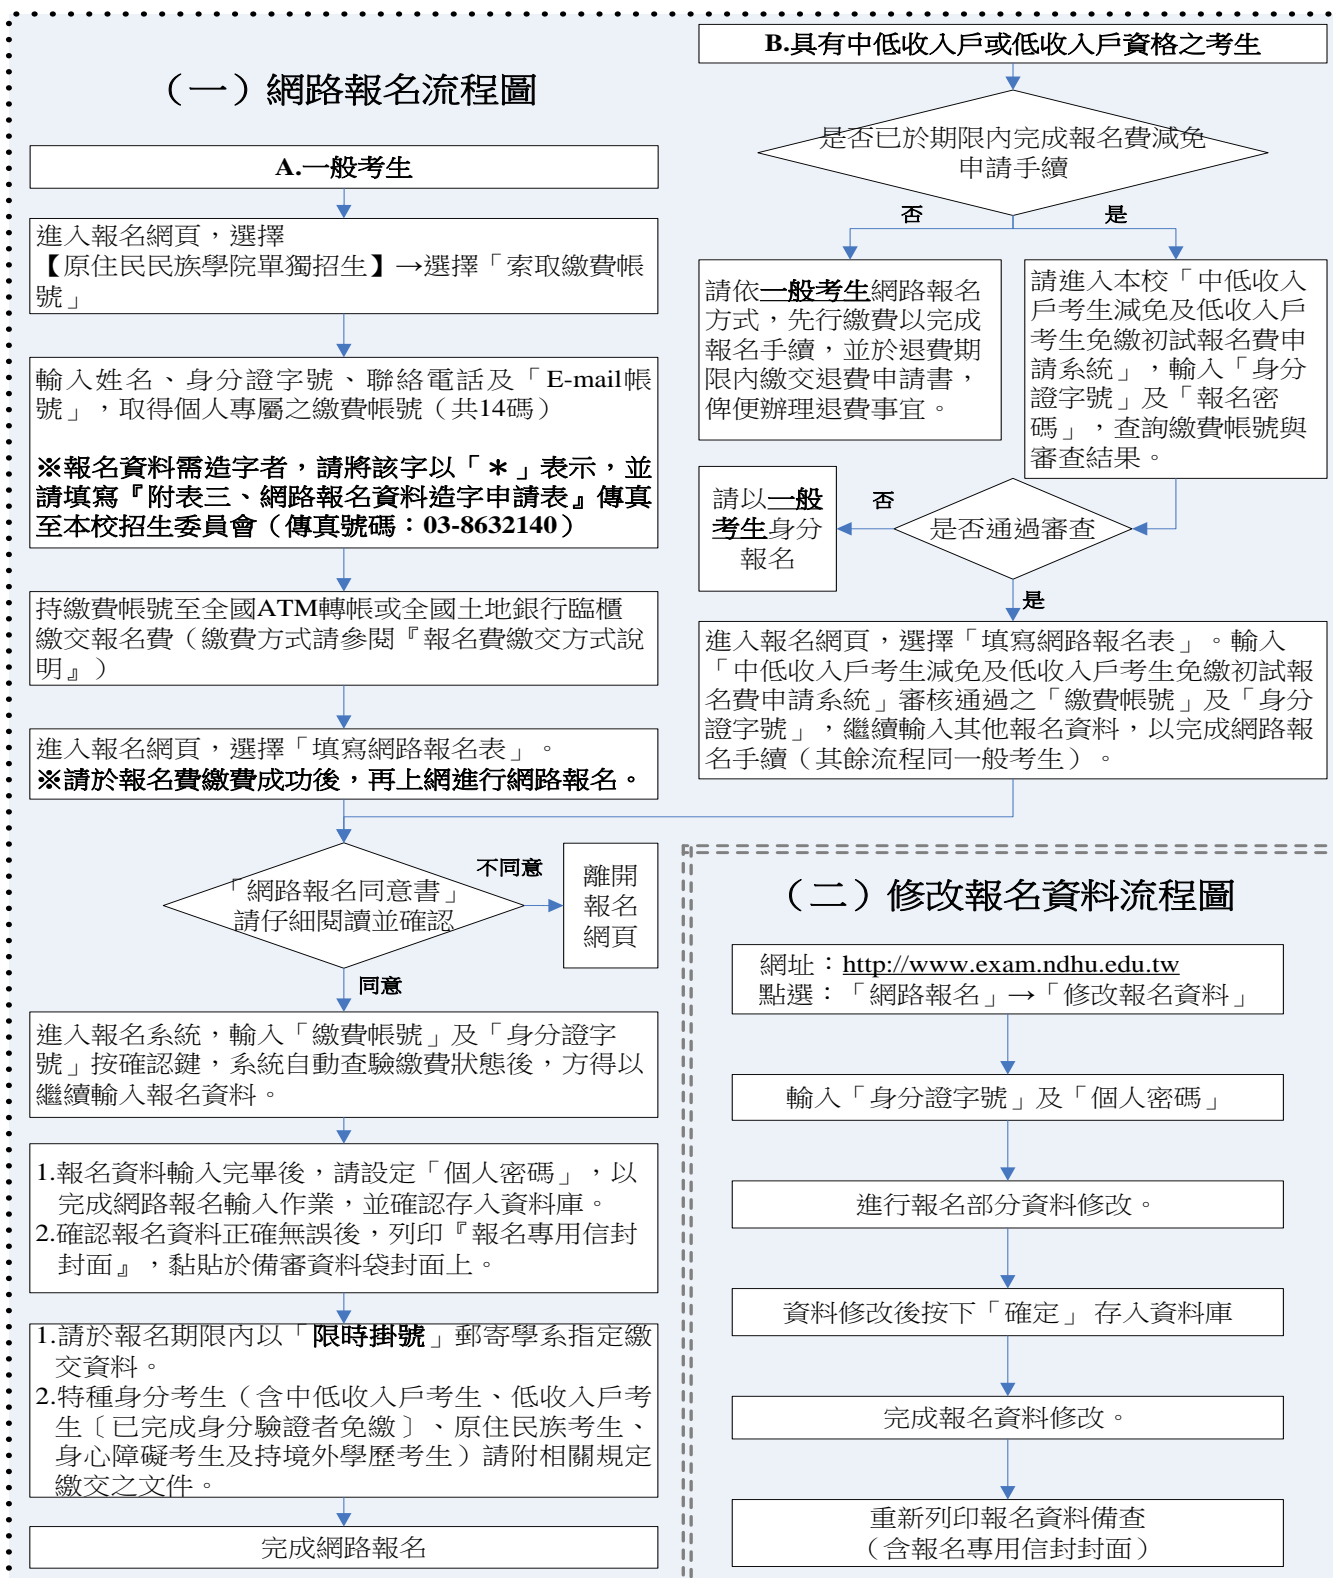 (一)網路報名流程圖
A.一般考生
進入報名網頁,選擇
【原住民民族學院單獨招生】→選擇「索取繳費帳
號」
輸入姓名、身分證字號、聯絡電話及「E-mail帳
號」,取得個人專屬之繳費帳號(共14碼)
※報名資料需造字者,請將該字以「＊」表示,並
請填寫『附表三、網路報名資料造字申請表』傳真
至本校招生委員會(傳真號碼:03-8632140)
持繳費帳號至全國ATM轉帳或全國土地銀行臨櫃
繳交報名費(繳費方式請參閱『報名費繳交方式說
明』)
進入報名網頁,選擇「填寫網路報名表」。
※請於報名費繳費成功後,再上網進行網路報名。
「網路報名同意書」
請仔細閱讀並確認
不同意
離開
報名
網頁
同意
進入報名系統,輸入「繳費帳號」及「身分證字
號」按確認鍵,系統自動查驗繳費狀態後,方得以
繼續輸入報名資料。
1.報名資料輸入完畢後,請設定「個人密碼」,以
完成網路報名輸入作業,並確認存入資料庫。
2.確認報名資料正確無誤後,列印『報名專用信封
封面』,黏貼於備審資料袋封面上。
1.請於報名期限內以「限時掛號」郵寄學系指定繳
交資料。
2.特種身分考生(含中低收入戶考生、低收入戶考
生〔已完成身分驗證者免繳〕、原住民族考生、
身心障礙考生及持境外學歷考生)請附相關規定
繳交之文件。
完成網路報名
B.具有中低收入戶或低收入戶資格之考生
是否已於期限內完成報名費減免
申請手續
否
是
請依一般考生網路報名
方式,先行繳費以完成
報名手續,並於退費期
限內繳交退費申請書,
俾便辦理退費事宜。
請進入本校「中低收入
戶考生減免及低收入戶
考生免繳初試報名費申
請系統」,輸入「身分
證字號」及「報名密
碼」,查詢繳費帳號與
審查結果。
是否通過審查
否
請以一般
考生身分
報名
是
進入報名網頁,選擇「填寫網路報名表」。輸入
「中低收入戶考生減免及低收入戶考生免繳初試報
名費申請系統」審核通過之「繳費帳號」及「身分
證字號」,繼續輸入其他報名資料,以完成網路報
名手續(其餘流程同一般考生)。
(二)修改報名資料流程圖
網址:http://www.exam.ndhu.edu.tw
點選:「網路報名」→「修改報名資料」
輸入「身分證字號」及「個人密碼」
進行報名部分資料修改。
資料修改後按下「確定」 存入資料庫
完成報名資料修改。
重新列印報名資料備查
(含報名專用信封封面)